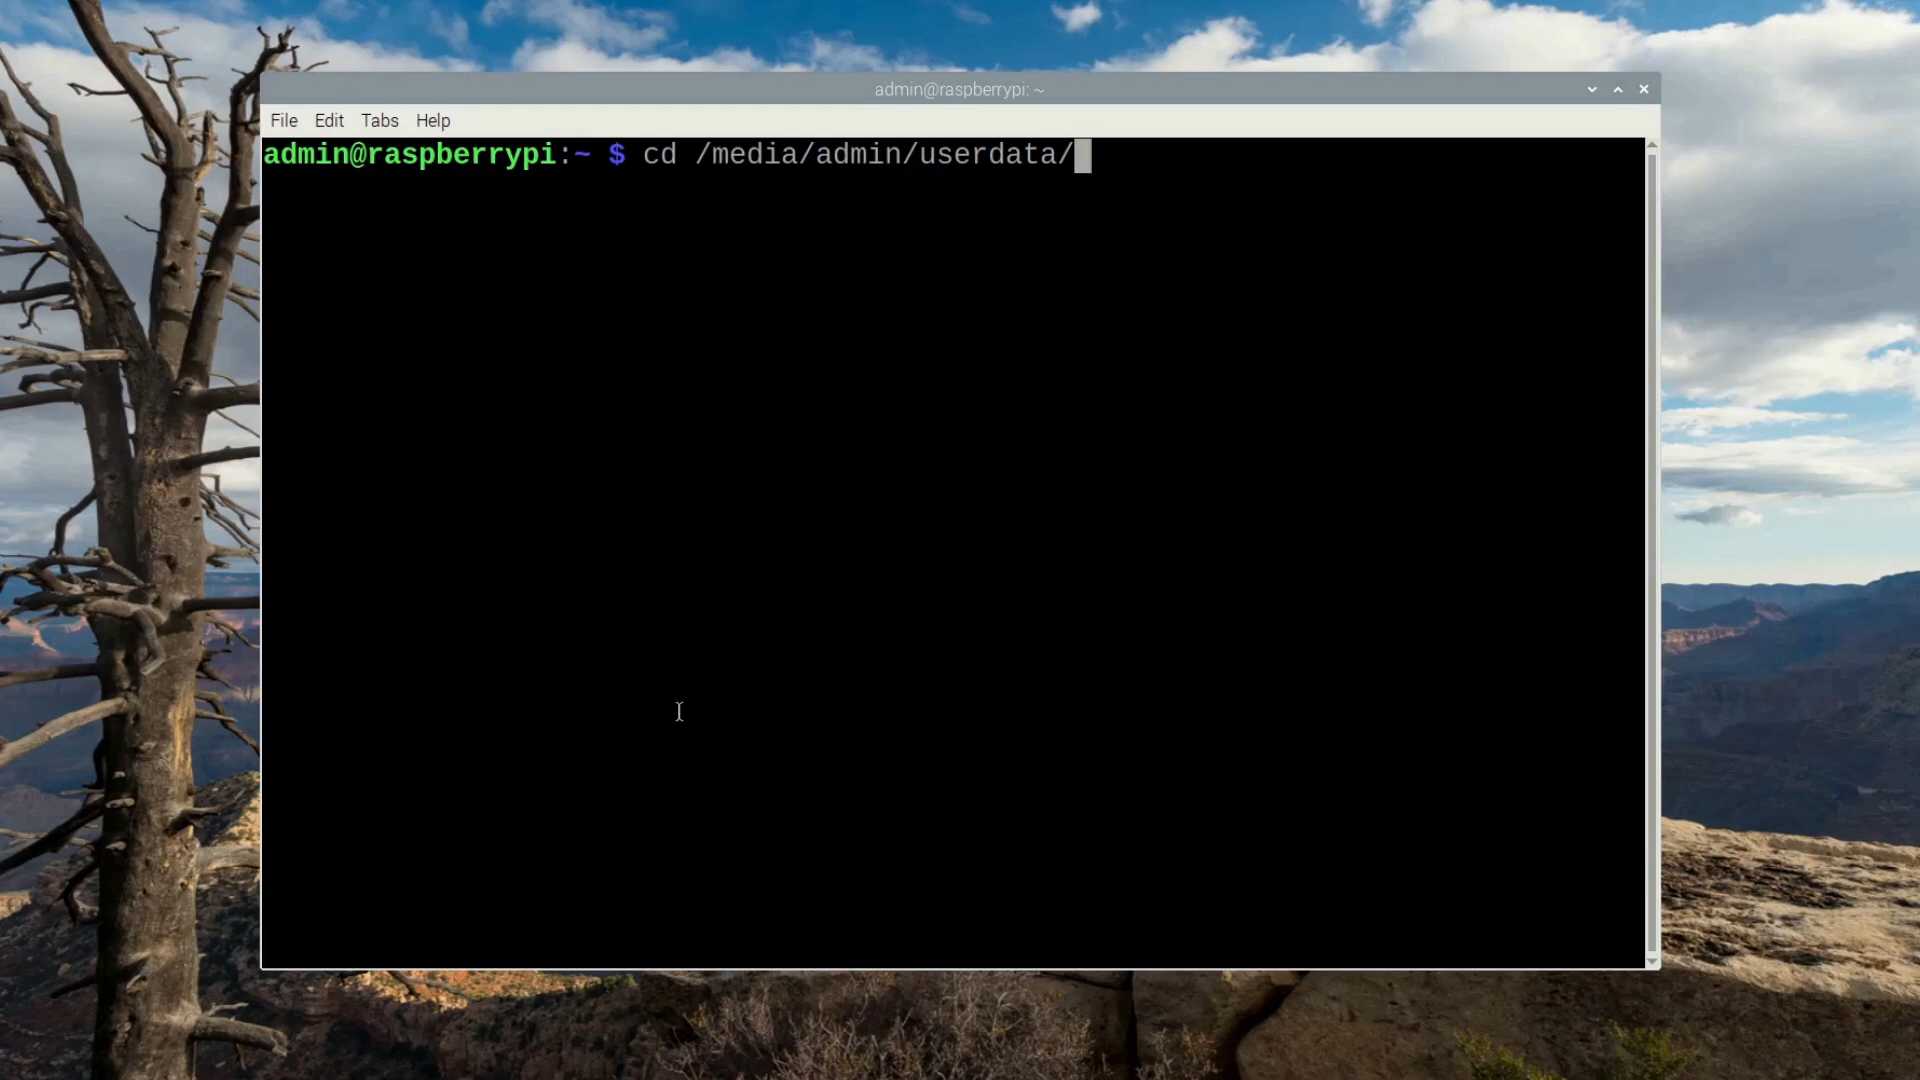 admin@raspberrypi: ~
File Edit Tabs Help
admin@raspberrypi:~ $ cd /media/admin/userdata/